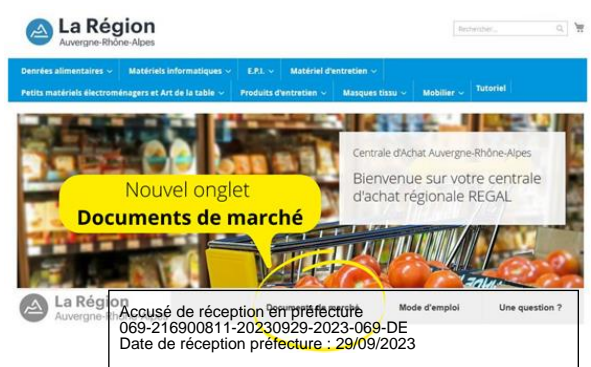 La Région
Auvergne-Rhône-Alpes
Rechercher...
Denrées alimentaires
Matériels informatiques
E.P.I.
Matériel d'entretien
Petits matériels électroménagers et Art de la table
Produits d'entretien
Masques tissu
Mobilier
Tutoriel
Centrale d'Achat Auvergne-Rhône-Alpes
Bienvenue sur votre centrale
d'achat régionale REGAL
Nouvel onglet
Documents de marché
La Région
Auvergne-Rhône-Alpes
Documents de marché
Mode d'emploi
Une question ?
Accusé de réception en préfecture
069-216900811-20230929-2023-069-DE
Date de réception préfecture : 29/09/2023